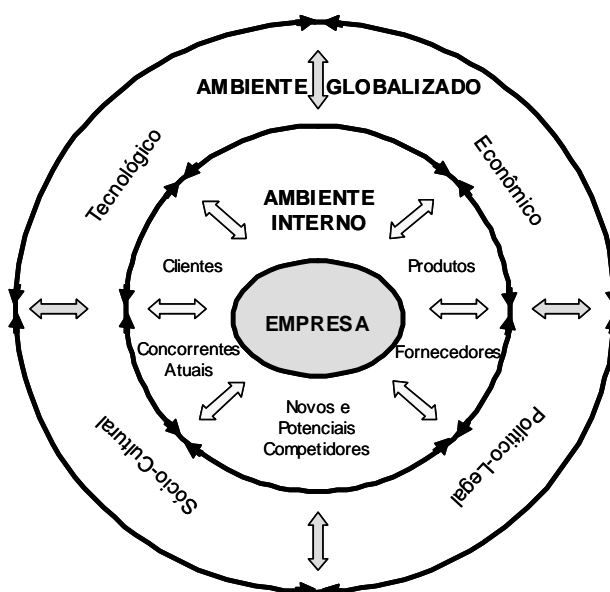 AMBIENTE GLOBALIZADO
Tecnológico
Econômico
AMBIENTE
INTERNO
Clientes
Produtos
EMPRESA
Concorrentes
Atuais
Fornecedores
Novos e
Potenciais
Competidores
Sócio-Cultural
Político-Legal